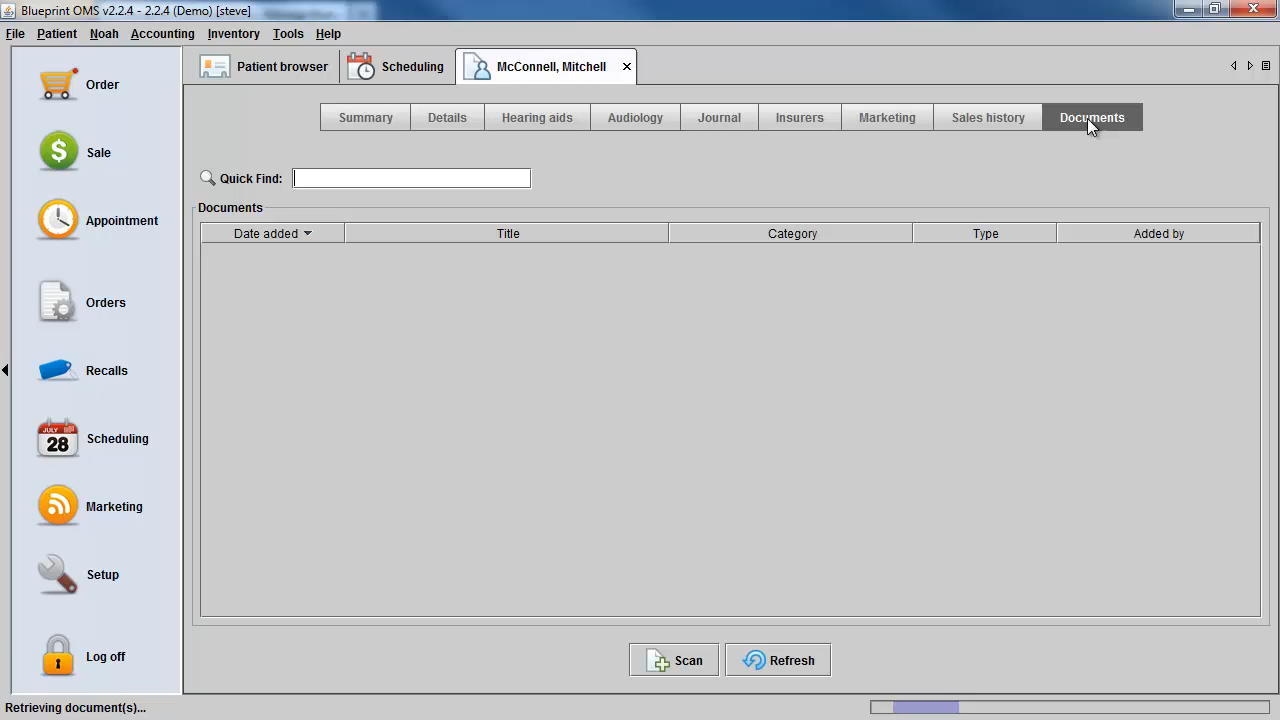 Blueprint OMS v2.2.4 - 2.2.4 (Demo) [steve]
File Patient Noah Accounting Inventory Tools Help
Patient browser Scheduling McConnell, Mitchell
Order
Sale
Appointment
Orders
Recalls
JULY
28
Scheduling
Marketing
Setup
Log off
Summary Details Hearing aids Audiology Journal Insurers Marketing Sales history Documents
Quick Find:
Documents
Date added Title Category Type Added by
Scan Refresh
Retrieving document(s)...